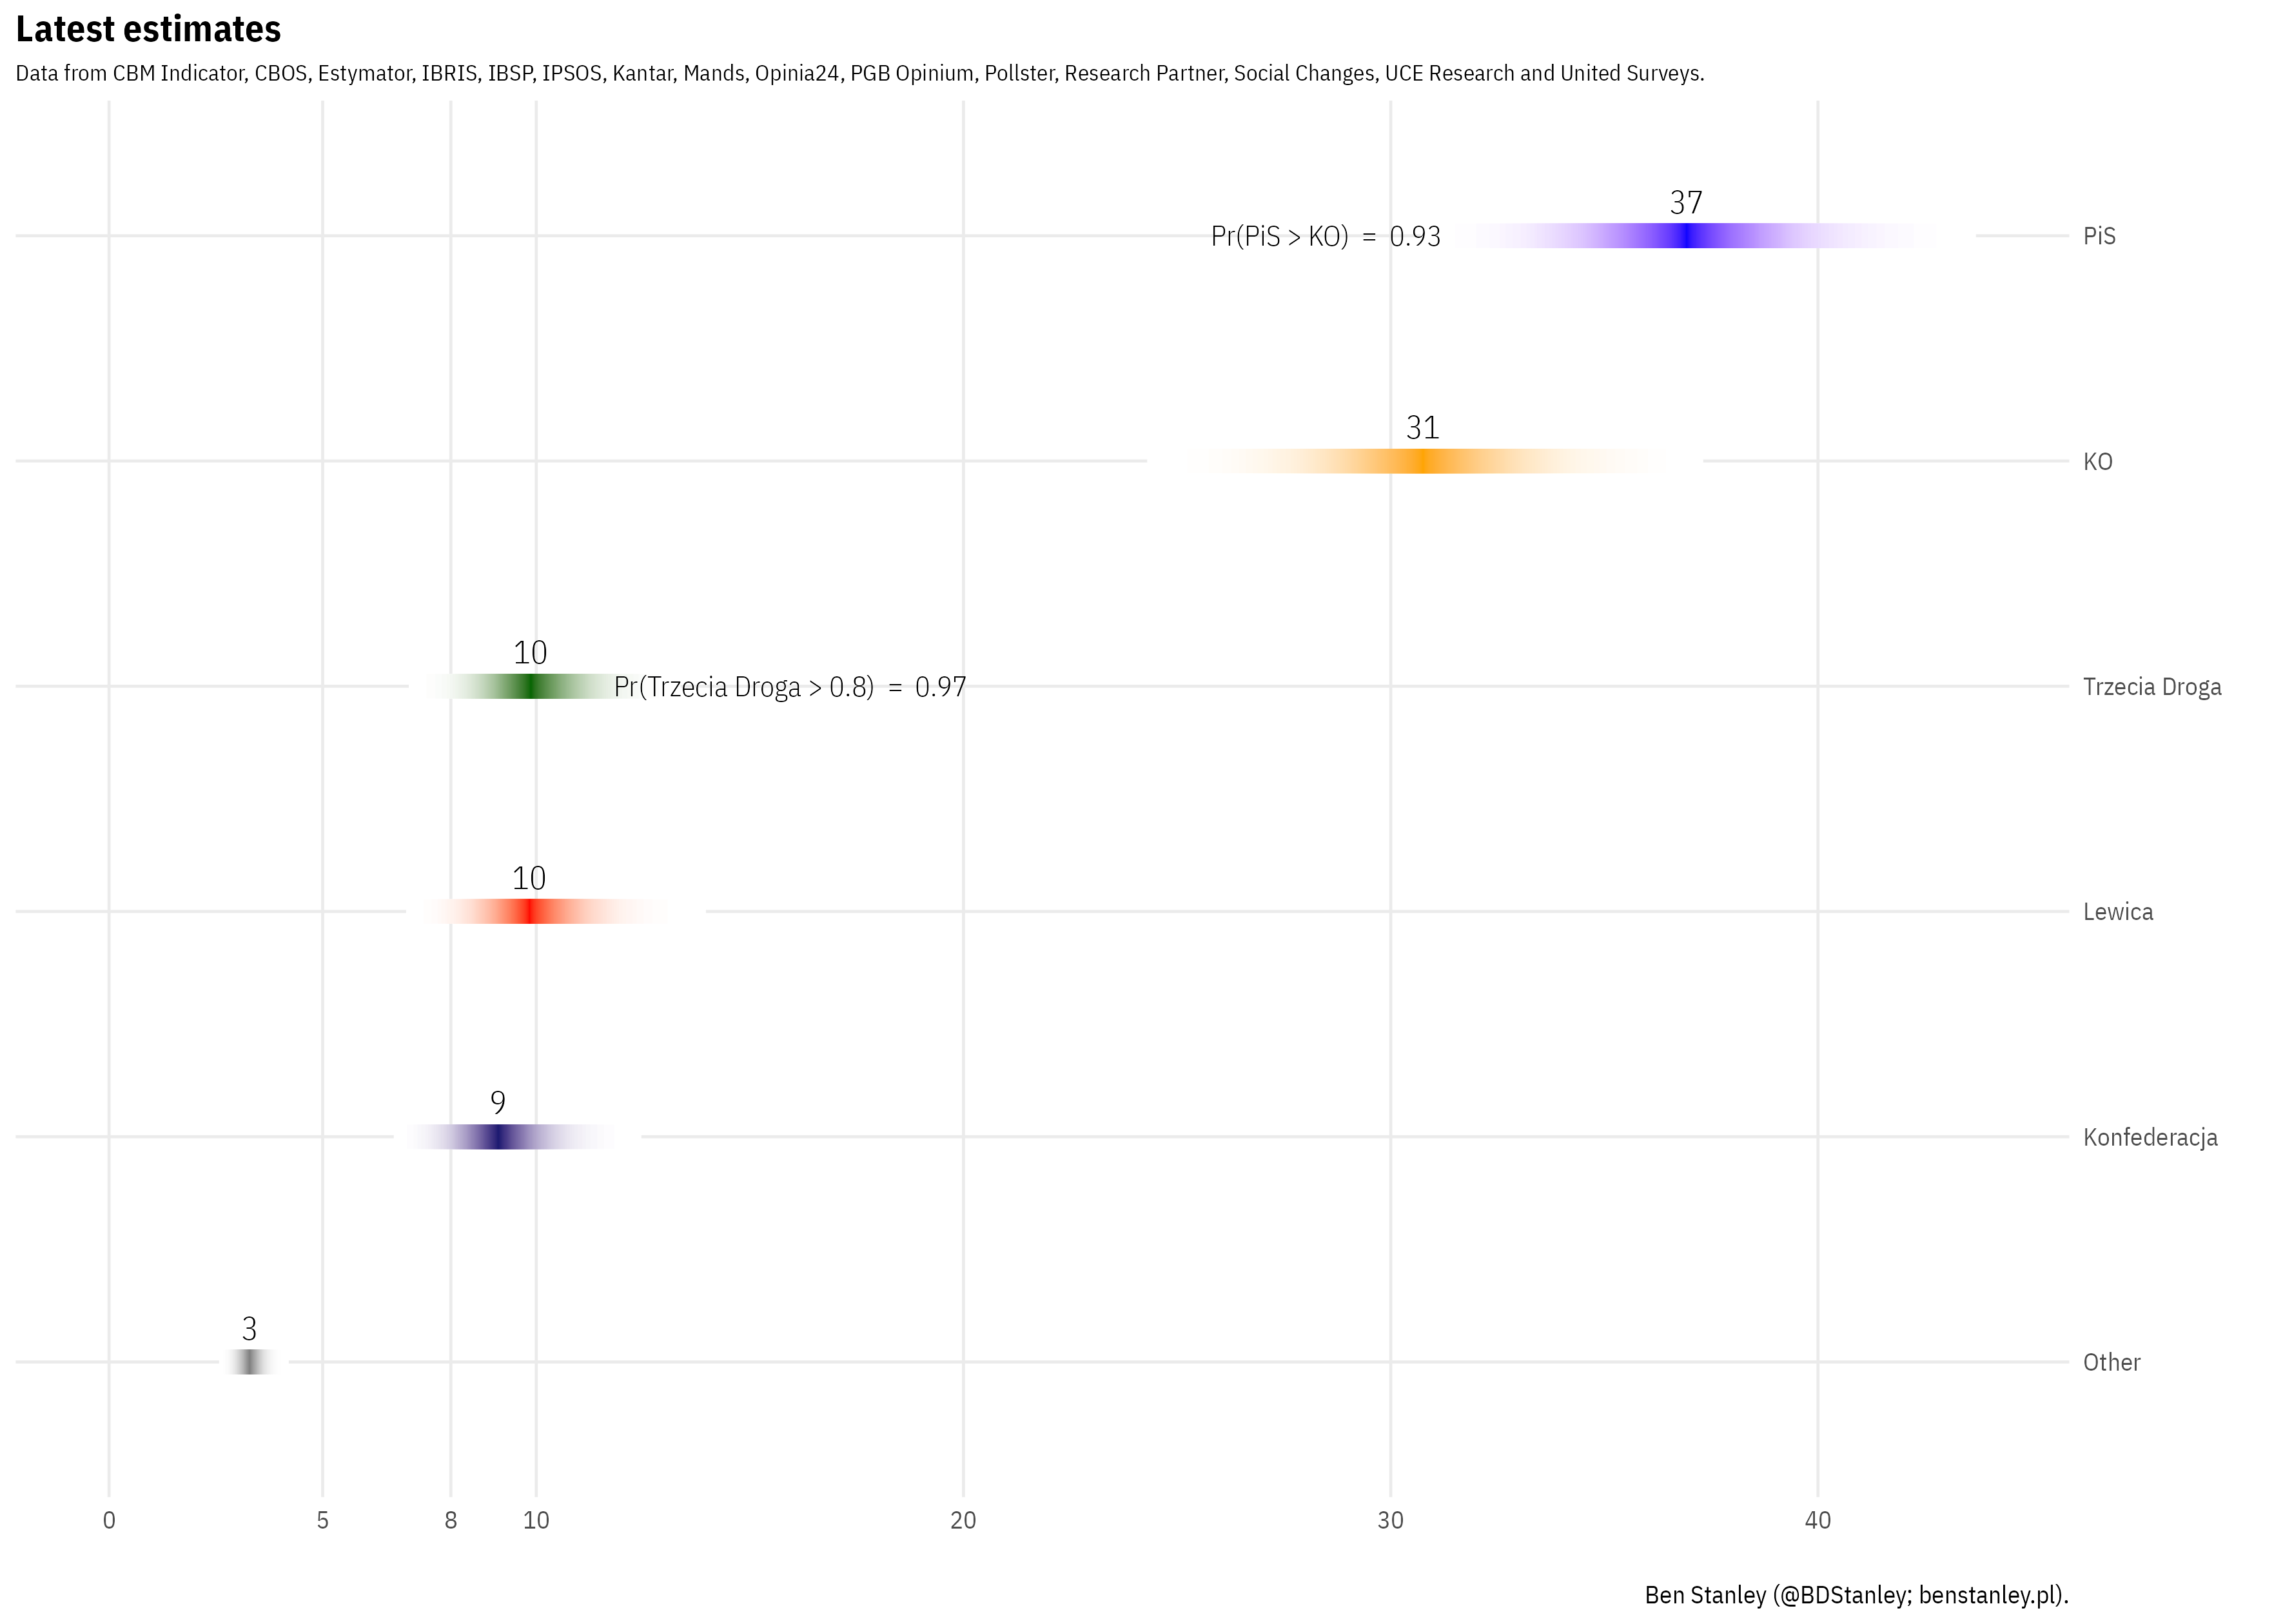 Latest estimates
Data from CBM Indicator, CBOS, Estymator, IBRIS, IBSP, IPSOS, Kantar, Mands, Opinia24, PGB Opinium, Pollster, Research Partner, Social Changes, UCE Research and United Surveys.
37
Pr(PiS > KO) = 0.93
PiS
31
KO
10
Pr(Trzecia Droga > 0.8) = 0.97
Trzecia Droga
10
Lewica
9
Konfederacja
3
Other
0 5 8 10 20 30 40
Ben Stanley (@BDStanley; benstanley.pl).